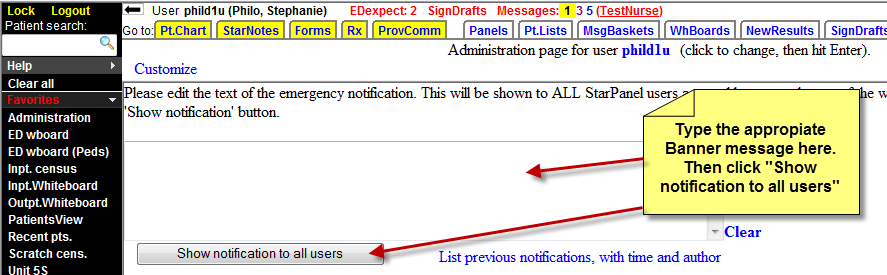 Lock Logout
User phild1u (Philo, Stephanie) EDexpect: 2 SignDrafts Messages: 1 3 5 (TestNurse)
Patient search:
Go to: Pt.Chart StarNotes Forms Rx ProvComm Panels Pt.Lists MsgBaskets WhBoards NewResults SignDrafts
Administration page for user phild1u (click to change, then hit Enter).
Help
Customize
Clear all
Favorites
Please edit the text of the emergency notification. This will be shown to ALL StarPanel users a
'Show notification' button.
Administration
ED wboard
ED wboard (Peds)
Inpt. census
Inpt.Whiteboard
Outpt.Whiteboard
PatientsView
Recent pts.
Scratch cens.
Unit 5S
Type the appropiate
Banner message here.
Then click "Show
notification to all users"
Clear
Show notification to all users
List previous notifications, with time and author